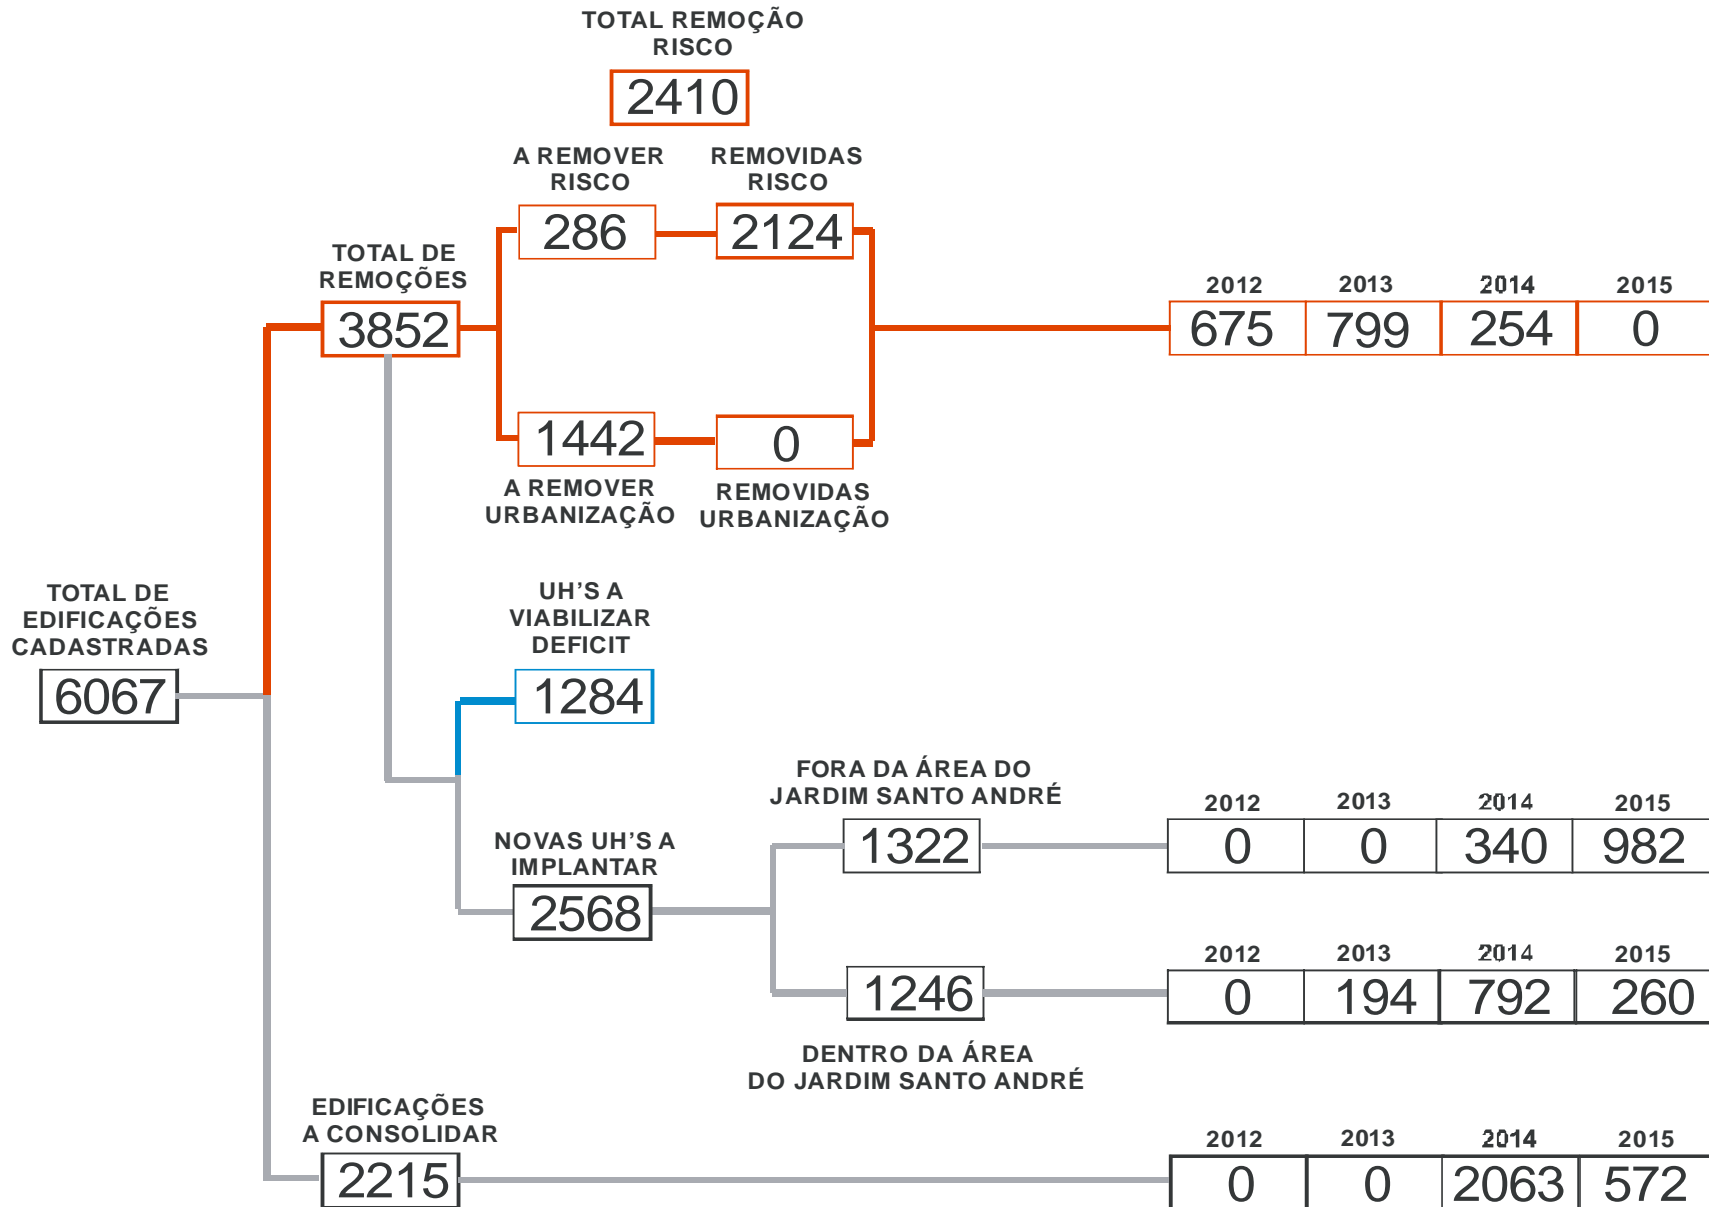 TOTAL REMOÇÃO
RISCO
2410
A REMOVER
RISCO
REMOVIDAS
RISCO
286
2124
TOTAL DE
REMOÇÕES
3852
2012 2013 2014 2015
675 799 254 0
1442
0
A REMOVER
URBANIZAÇÃO
REMOVIDAS
URBANIZAÇÃO
TOTAL DE
EDIFICAÇÕES
CADASTRADAS
6067
UH'S A
VIABILIZAR
DEFICIT
1284
FORA DA ÁREA DO
JARDIM SANTO ANDRÉ
1322
2012 2013 2014 2015
0 0 340 982
NOVAS UH'S A
IMPLANTAR
2568
2012 2013 2014 2015
1246
0 194 792 260
DENTRO DA ÁREA
DO JARDIM SANTO ANDRÉ
EDIFICAÇÕES
A CONSOLIDAR
2215
2012 2013 2014 2015
0 0 2063 572